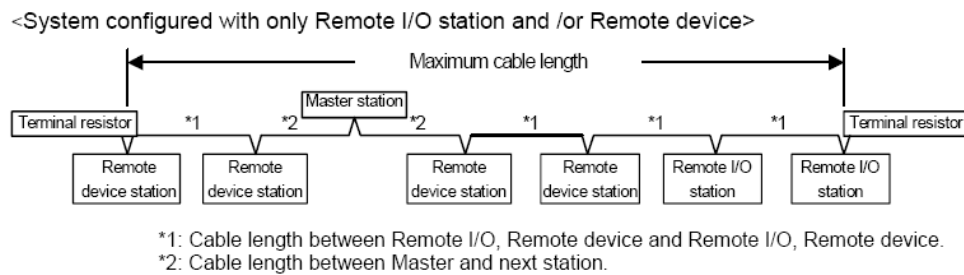 <System configured with only Remote I/O station and /or Remote device>
Maximum cable length
Master station
Terminal resistor *1 *2 *2 *1 *1 *1 Terminal resistor
Remote device station
Remote device station
Remote device station
Remote device station
Remote I/O station
Remote I/O station
*1: Cable length between Remote I/O, Remote device and Remote I/O, Remote device.
*2: Cable length between Master and next station.